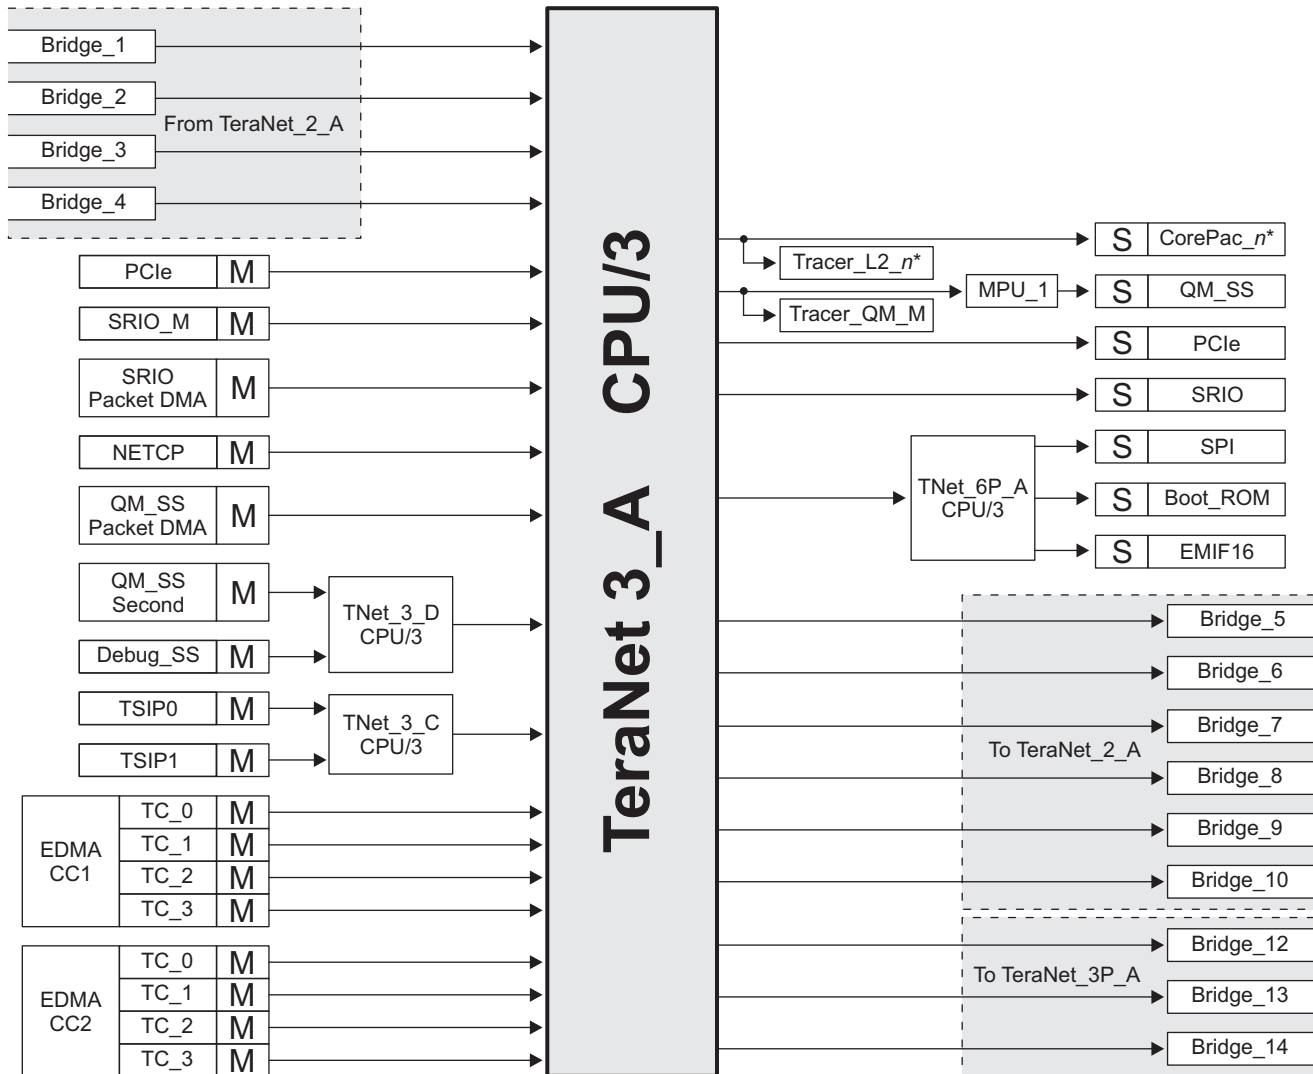 Bridge_1
Bridge_2
From TeraNet_2_A
Bridge_3
Bridge_4
PCIe M
SRIO_M M
SRIO
Packet DMA M
NETCP M
QM_SS
Packet DMA M
QM_SS
Second M
Debug_SS M
TNet_3_D
CPU/3
TSIP0 M
TSIP1 M
TNet_3_C
CPU/3
EDMA
CC1
TC_0 M
TC_1 M
TC_2 M
TC_3 M
EDMA
CC2
TC_0 M
TC_1 M
TC_2 M
TC_3 M
TeraNet 3_A CPU/3
S CorePac_n*
Tracer_L2_n*
MPU_1
S QM_SS
Tracer_QM_M
S PCIe
S SRIO
TNet_6P_A
CPU/3
S SPI
S Boot_ROM
S EMIF16
Bridge_5
Bridge_6
Bridge_7
To TeraNet_2_A
Bridge_8
Bridge_9
Bridge_10
Bridge_12
To TeraNet_3P_A
Bridge_13
Bridge_14